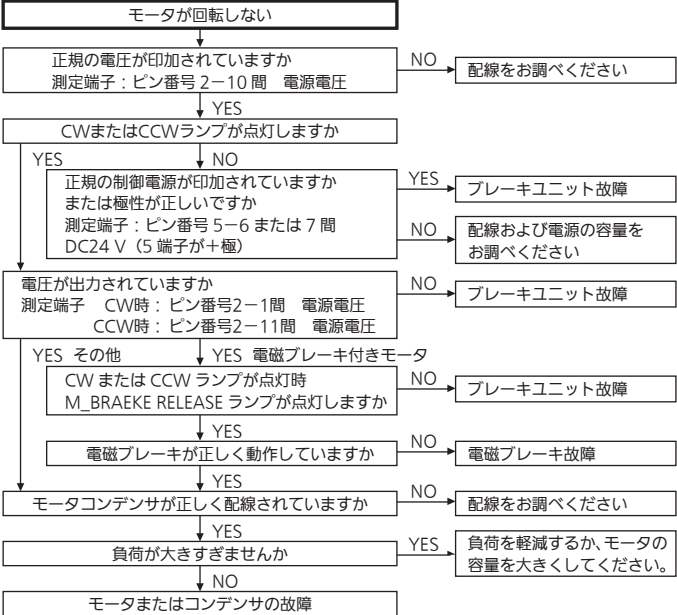 モータが回転しない
正規の電圧が印加されていますか
測定端子：ピン番号 2－10 間　電源電圧
NO
配線をお調べください
YES
CWまたはCCWランプが点灯しますか
YES
NO
正規の制御電源が印加されていますか
または極性が正しいですか
測定端子：ピン番号 5－6 または 7 間
DC24 V（5 端子が＋極）
YES
ブレーキユニット故障
NO
配線および電源の容量を
お調べください
電圧が出力されていますか
測定端子　CW時：ピン番号2－1間　電源電圧
CCW時：ピン番号2－11間　電源電圧
NO
ブレーキユニット故障
YES その他
YES 電磁ブレーキ付きモータ
CW または CCW ランプが点灯時
M_BRAEKE RELEASE ランプが点灯しますか
NO
ブレーキユニット故障
YES
電磁ブレーキが正しく動作していますか
NO
電磁ブレーキ故障
YES
モータコンデンサが正しく配線されていますか
NO
配線をお調べください
YES
負荷が大きすぎませんか
YES
負荷を軽減するか、モータの
容量を大きくしてください。
NO
モータまたはコンデンサの故障